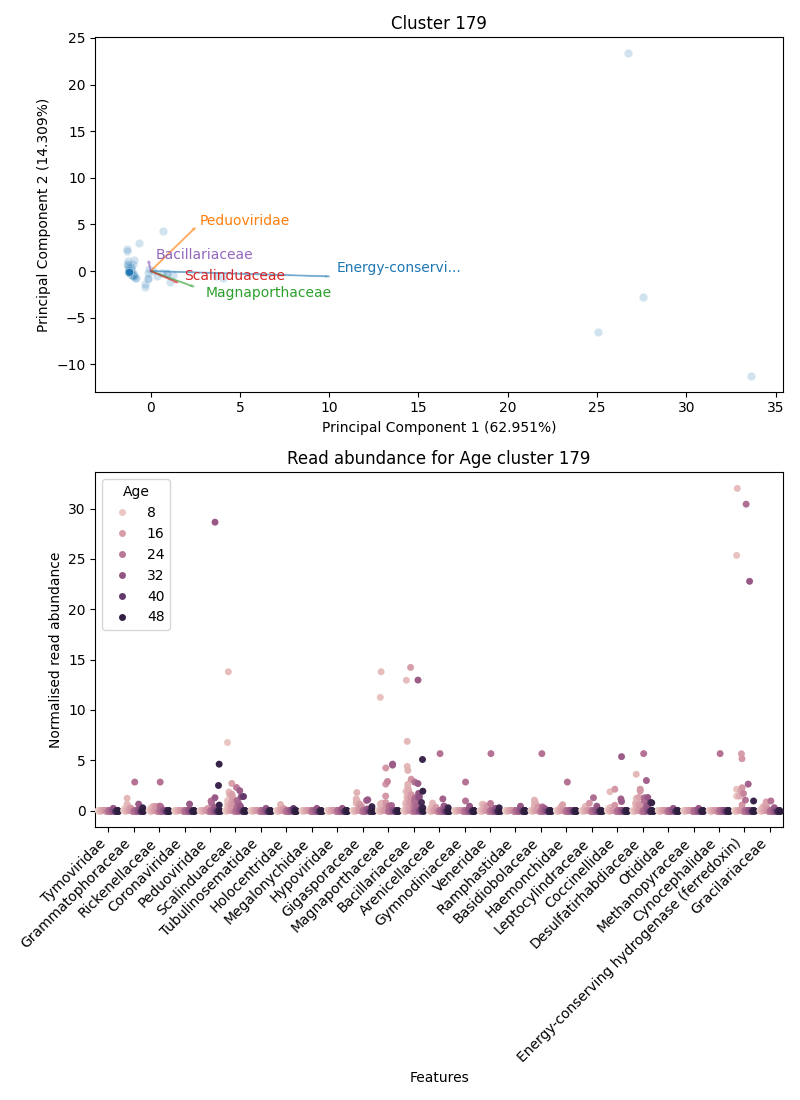 Cluster 179
25
20
15
10
5
0
−5
−10
Principal Component 2 (14.309%)
Peduoviridae
Bacillariaceae
Energy-conservi...
Scalinduaceae
Magnaporthaceae
0
5
10
15
20
25
30
35
Principal Component 1 (62.951%)
Read abundance for Age cluster 179
Age
8
16
24
32
40
48
30
25
20
15
10
5
0
Normalised read abundance
Tymoviridae
Grammatophoraceae
Rickenellaceae
Coronaviridae
Peduoviridae
Scalinduaceae
Tubulinosematidae
Holocentridae
Megalonychidae
Hypoviridae
Gigasporaceae
Magnaporthaceae
Bacillariaceae
Arenicellaceae
Gymnodiniaceae
Veneridae
Ramphastidae
Basidiobolaceae
Haemonchidae
Leptocylindraceae
Coccinellidae
Desulfatirhabdiaceae
Otididae
Methanopyraceae
Cynocephalidae
Energy-conserving hydrogenase (ferredoxin)
Gracilariaceae
Features